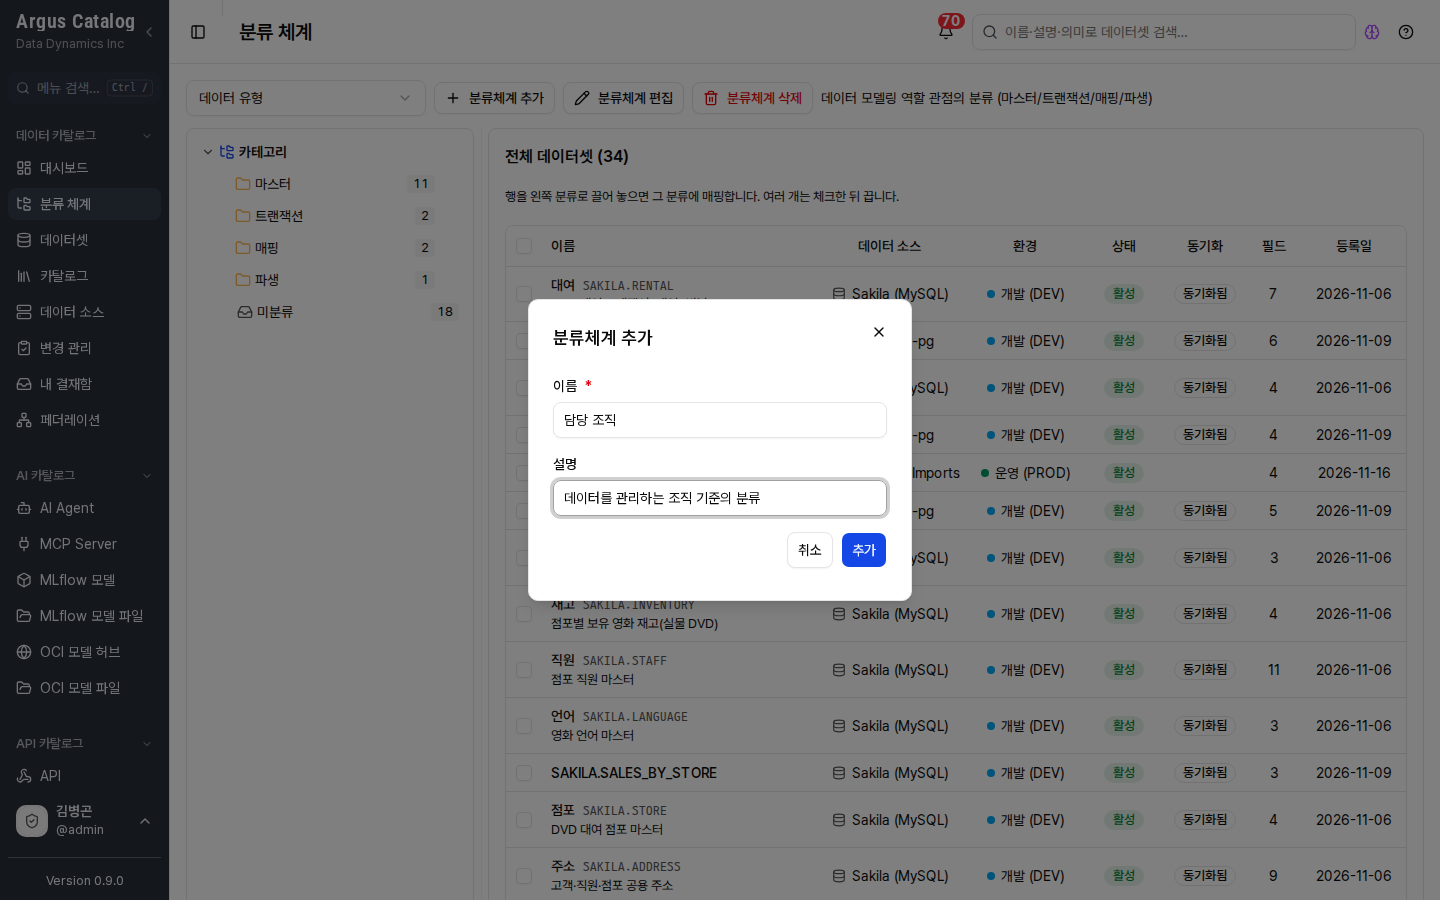 Argus Catalog
Data Dynamics Inc
메뉴 검색... Ctrl /
데이터 카탈로그
대시보드
분류 체계
데이터셋
카탈로그
데이터 소스
변경 관리
내 결재함
페더레이션
AI 카탈로그
AI Agent
MCP Server
MLflow 모델
MLflow 모델 파일
OCI 모델 허브
OCI 모델 파일
API 카탈로그
API
김병곤
@admin
Version 0.9.0
분류 체계
70
이름·설명·의미로 데이터셋 검색...
데이터 유형
분류체계 추가
분류체계 편집
분류체계 삭제
데이터 모델링 역할 관점의 분류 (마스터/트랜잭션/매핑/파생)
카테고리
마스터 11
트랜잭션 2
매핑 2
파생 1
미분류 18
전체 데이터셋 (34)
행을 왼쪽 분류로 끌어 놓으면 그 분류에 매핑합니다. 여러 개는 체크한 뒤 끕니다.
이름 데이터 소스 환경 상태 동기화 필드 등록일
대여 SAKILA.RENTAL Sakila (MySQL) 개발 (DEV) 활성 동기화됨 7 2026-11-06
-pg 개발 (DEV) 활성 동기화됨 6 2026-11-09
ySQL) 개발 (DEV) 활성 동기화됨 4 2026-11-06
-pg 개발 (DEV) 활성 동기화됨 4 2026-11-09
Imports 운영 (PROD) 활성 4 2026-11-16
-pg 개발 (DEV) 활성 동기화됨 5 2026-11-09
ySQL) 개발 (DEV) 활성 동기화됨 3 2026-11-06
재고 SAKILA.INVENTORY Sakila (MySQL) 개발 (DEV) 활성 동기화됨 4 2026-11-06
점포별 보유 영화 재고(실물 DVD)
직원 SAKILA.STAFF Sakila (MySQL) 개발 (DEV) 활성 동기화됨 11 2026-11-06
점포 직원 마스터
언어 SAKILA.LANGUAGE Sakila (MySQL) 개발 (DEV) 활성 동기화됨 3 2026-11-06
영화 언어 마스터
SAKILA.SALES_BY_STORE Sakila (MySQL) 개발 (DEV) 활성 동기화됨 3 2026-11-09
점포 SAKILA.STORE Sakila (MySQL) 개발 (DEV) 활성 동기화됨 4 2026-11-06
DVD 대여 점포 마스터
주소 SAKILA.ADDRESS Sakila (MySQL) 개발 (DEV) 활성 동기화됨 9 2026-11-06
고객·직원·점포 공용 주소
분류체계 추가
이름 *
담당 조직
설명
데이터를 관리하는 조직 기준의 분류
취소 추가